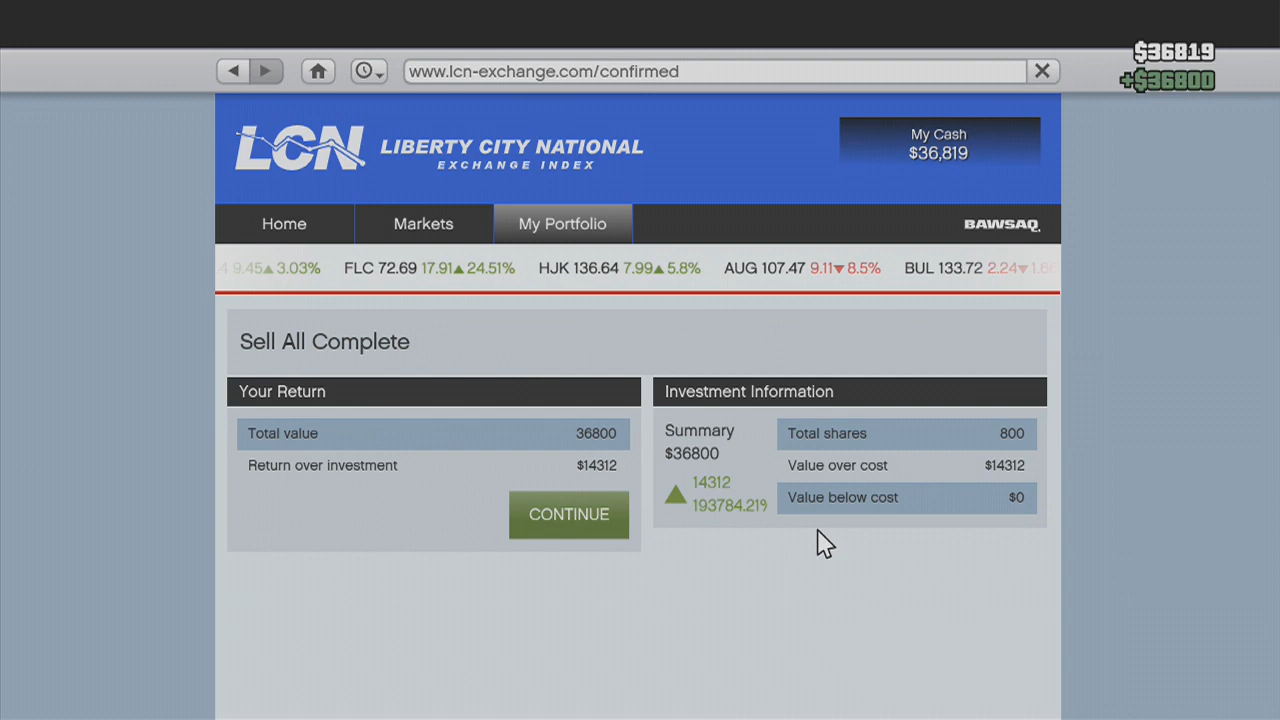 $36819
+$36800
www.lcn-exchange.com/confirmed
LCN LIBERTY CITY NATIONAL
EXCHANGE INDEX
My Cash
$36,819
Home Markets My Portfolio BAWSAQ
9.45▲3.03% FLC 72.69 17.91▲24.51% HJK 136.64 7.99▲5.8% AUG 107.47 9.11▼8.5% BUL 133.72 2.24▼
Sell All Complete
Your Return
Total value 36800
Return over investment $14312
CONTINUE
Investment Information
Summary
$36800
14312
193784.219
Total shares 800
Value over cost $14312
Value below cost $0